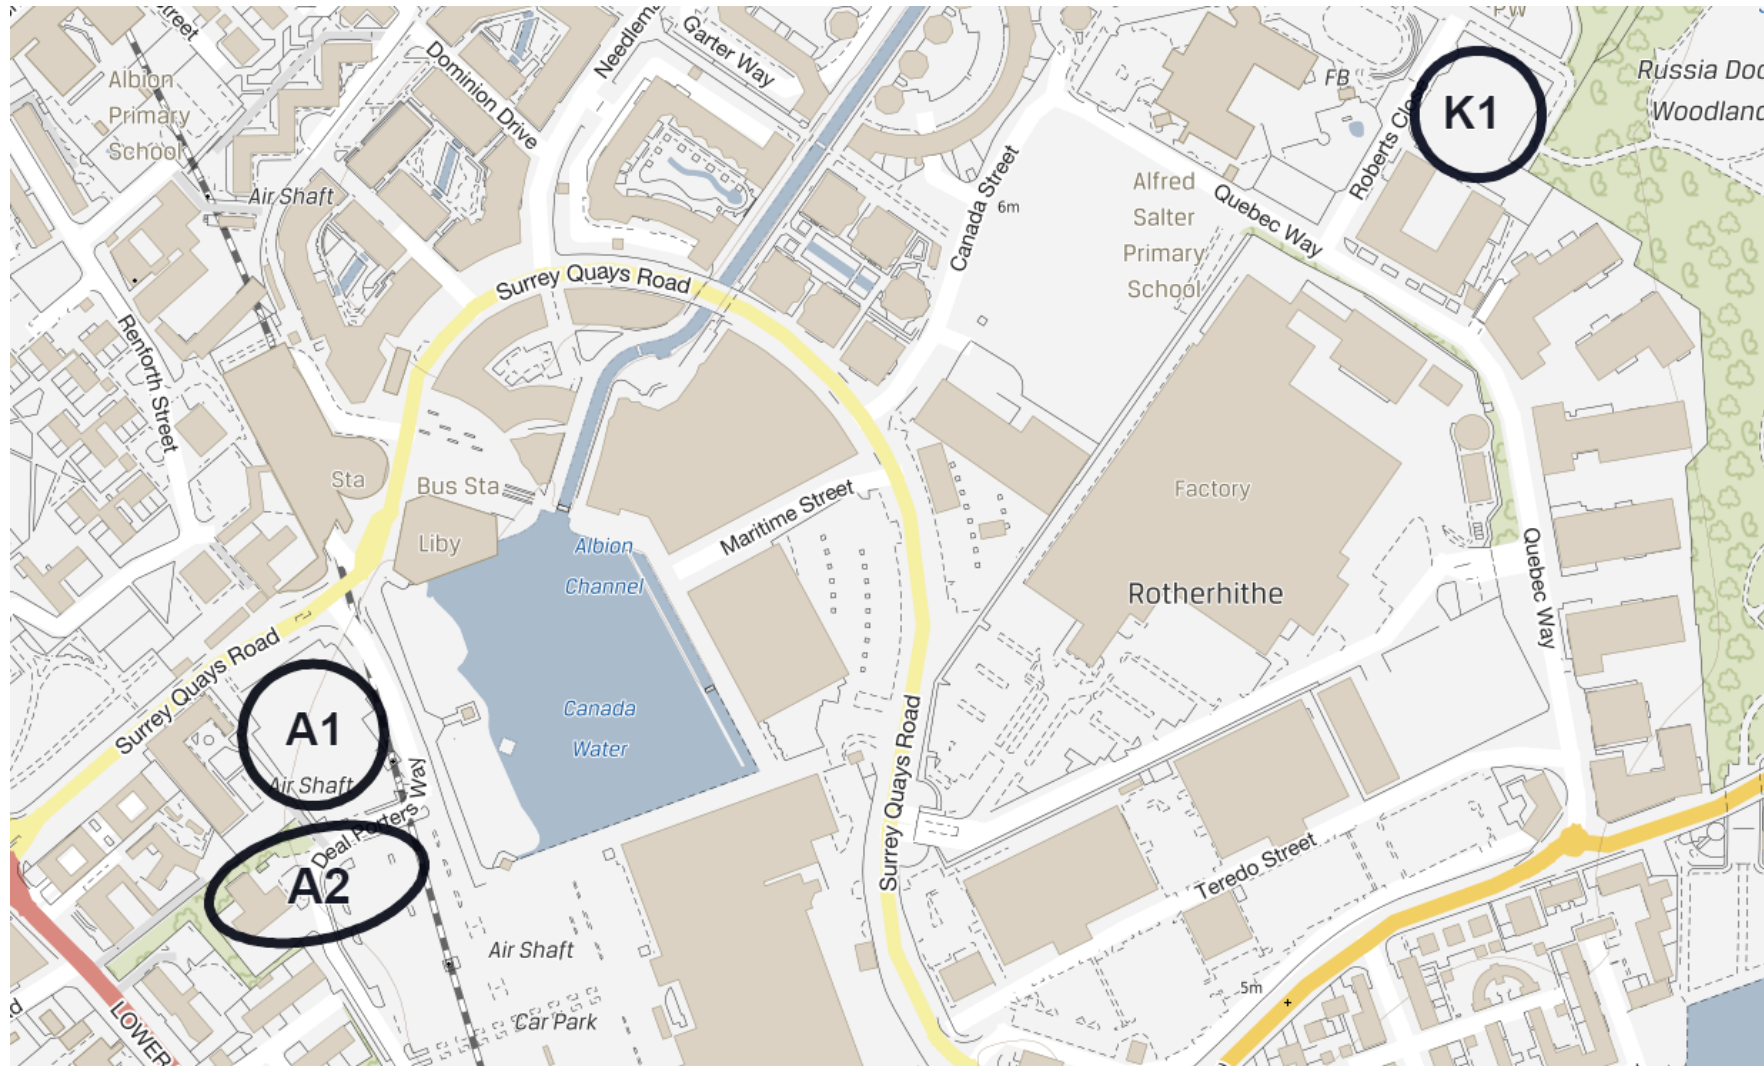 Street
Albion
Primary
School
Air Shaft
Dominion Drive
Garter Way
PW
FB
K1
Roberts Clo
Russia Doc
Woodland
Canada Street
6m
Alfred
Salter
Primary
School
Quebec Way
Surrey Quays Road
Renforth Street
Sta
Bus Sta
Liby
Maritime Street
Factory
Albion
Channel
Rotherhithe
Quebec Way
Surrey Quays Road
A1
Air Shaft
Canada
Water
Surrey Quays Road
Deal Porters Way
A2
Teredo Street
Air Shaft
5m
Car Park
LOWER